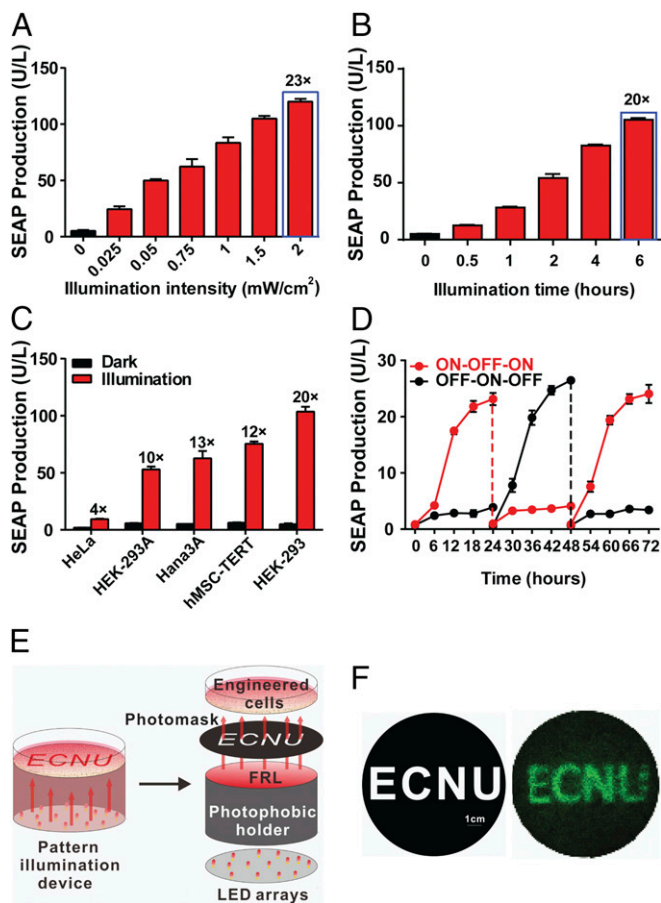 A
SEAP Production (U/L)
150
100
50
0
23×
0
0.025
0.05
0.75
1
1.5
2
Illumination intensity (mW/cm²)
B
SEAP Production (U/L)
150
100
50
0
20×
0
0.5
1
2
4
6
Illumination time (hours)
C
SEAP Production (U/L)
150
100
50
0
Dark
Illumination
4×
10×
13×
12×
20×
HeLa
HEK-293A
Hana3A
hMSC-TERT
HEK-293
D
SEAP Production (U/L)
30
20
10
0
ON-OFF-ON
OFF-ON-OFF
0 6 12 18 24 30 36 42 48 54 60 66 72
Time (hours)
E
ECNU
Pattern
illumination
device
Engineered
cells
Photomask
ECNU
FRL
Photophobic
holder
LED arrays
F
ECNU
1cm
ECNU